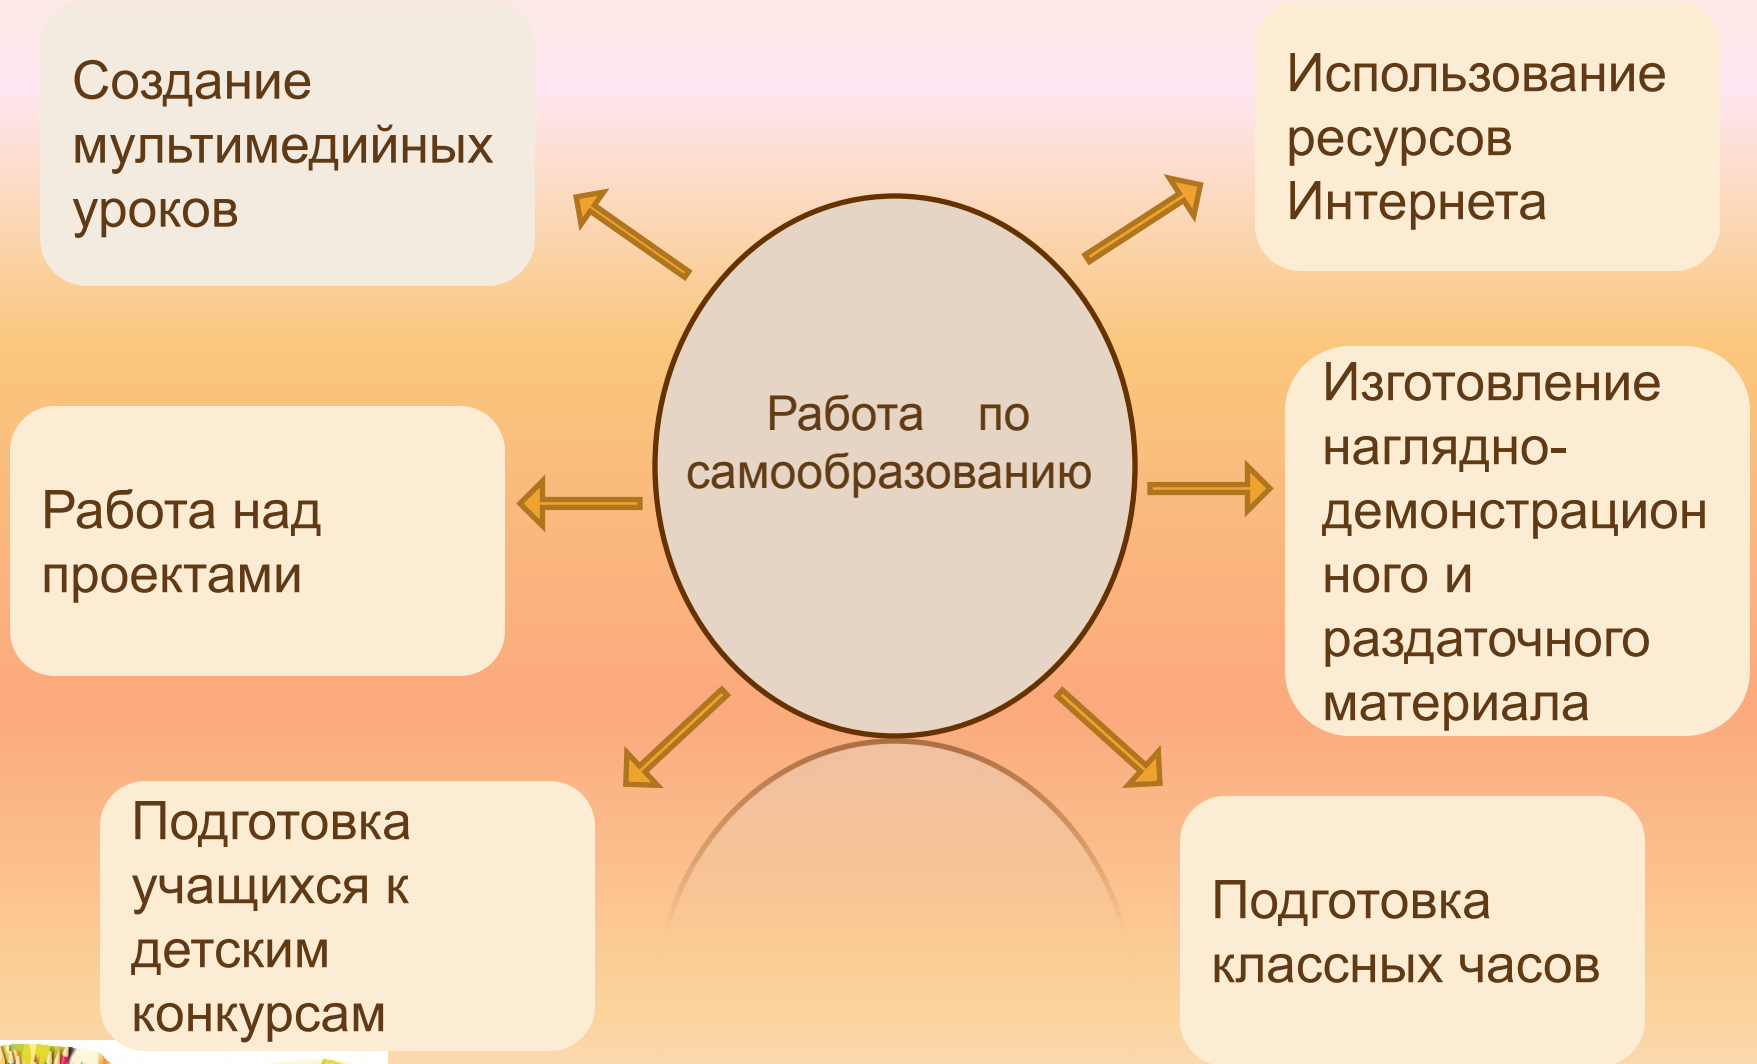 Создание
мультимедийных
уроков
Использование
ресурсов
Интернета
Работа по
самообразованию
Работа над
проектами
Изготовление
наглядно-
демонстрацион
ного и
раздаточного
материала
Подготовка
учащихся к
детским
конкурсам
Подготовка
классных часов